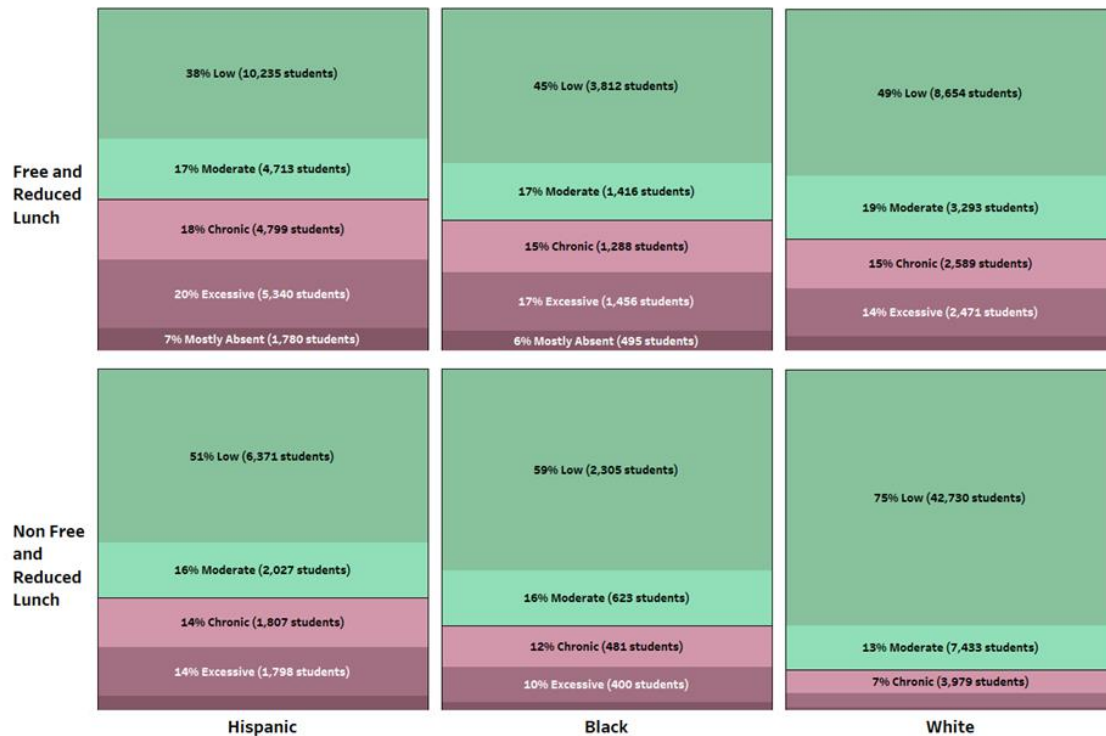 38% Low (10,235 students)
45% Low (3,812 students)
49% Low (8,654 students)
Free and
Reduced
Lunch
17% Moderate (4,713 students)
17% Moderate (1,416 students)
19% Moderate (3,293 students)
18% Chronic (4,799 students)
15% Chronic (1,288 students)
15% Chronic (2,589 students)
20% Excessive (5,340 students)
17% Excessive (1,456 students)
14% Excessive (2,471 students)
7% Mostly Absent (1,780 students)
6% Mostly Absent (495 students)
51% Low (6,371 students)
59% Low (2,305 students)
75% Low (42,730 students)
Non Free
and
Reduced
Lunch
16% Moderate (2,027 students)
16% Moderate (623 students)
13% Moderate (7,433 students)
14% Chronic (1,807 students)
12% Chronic (481 students)
7% Chronic (3,979 students)
14% Excessive (1,798 students)
10% Excessive (400 students)
Hispanic
Black
White